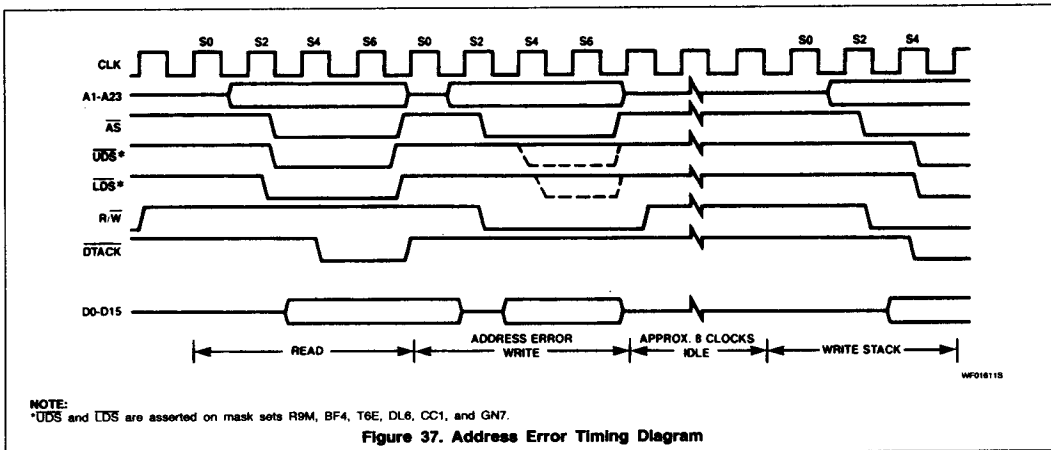 S0 S2 S4 S6 S0 S2 S4 S6 S0 S2 S4
CLK
A1-A23
AS
UDS*
LDS*
R/W
DTACK
D0-D15
READ
ADDRESS ERROR
WRITE
APPROX. 8 CLOCKS
IDLE
WRITE STACK
WF01611S
NOTE:
*UDS and LDS are asserted on mask sets R9M, BF4, T6E, DL6, CC1, and GN7.
Figure 37. Address Error Timing Diagram